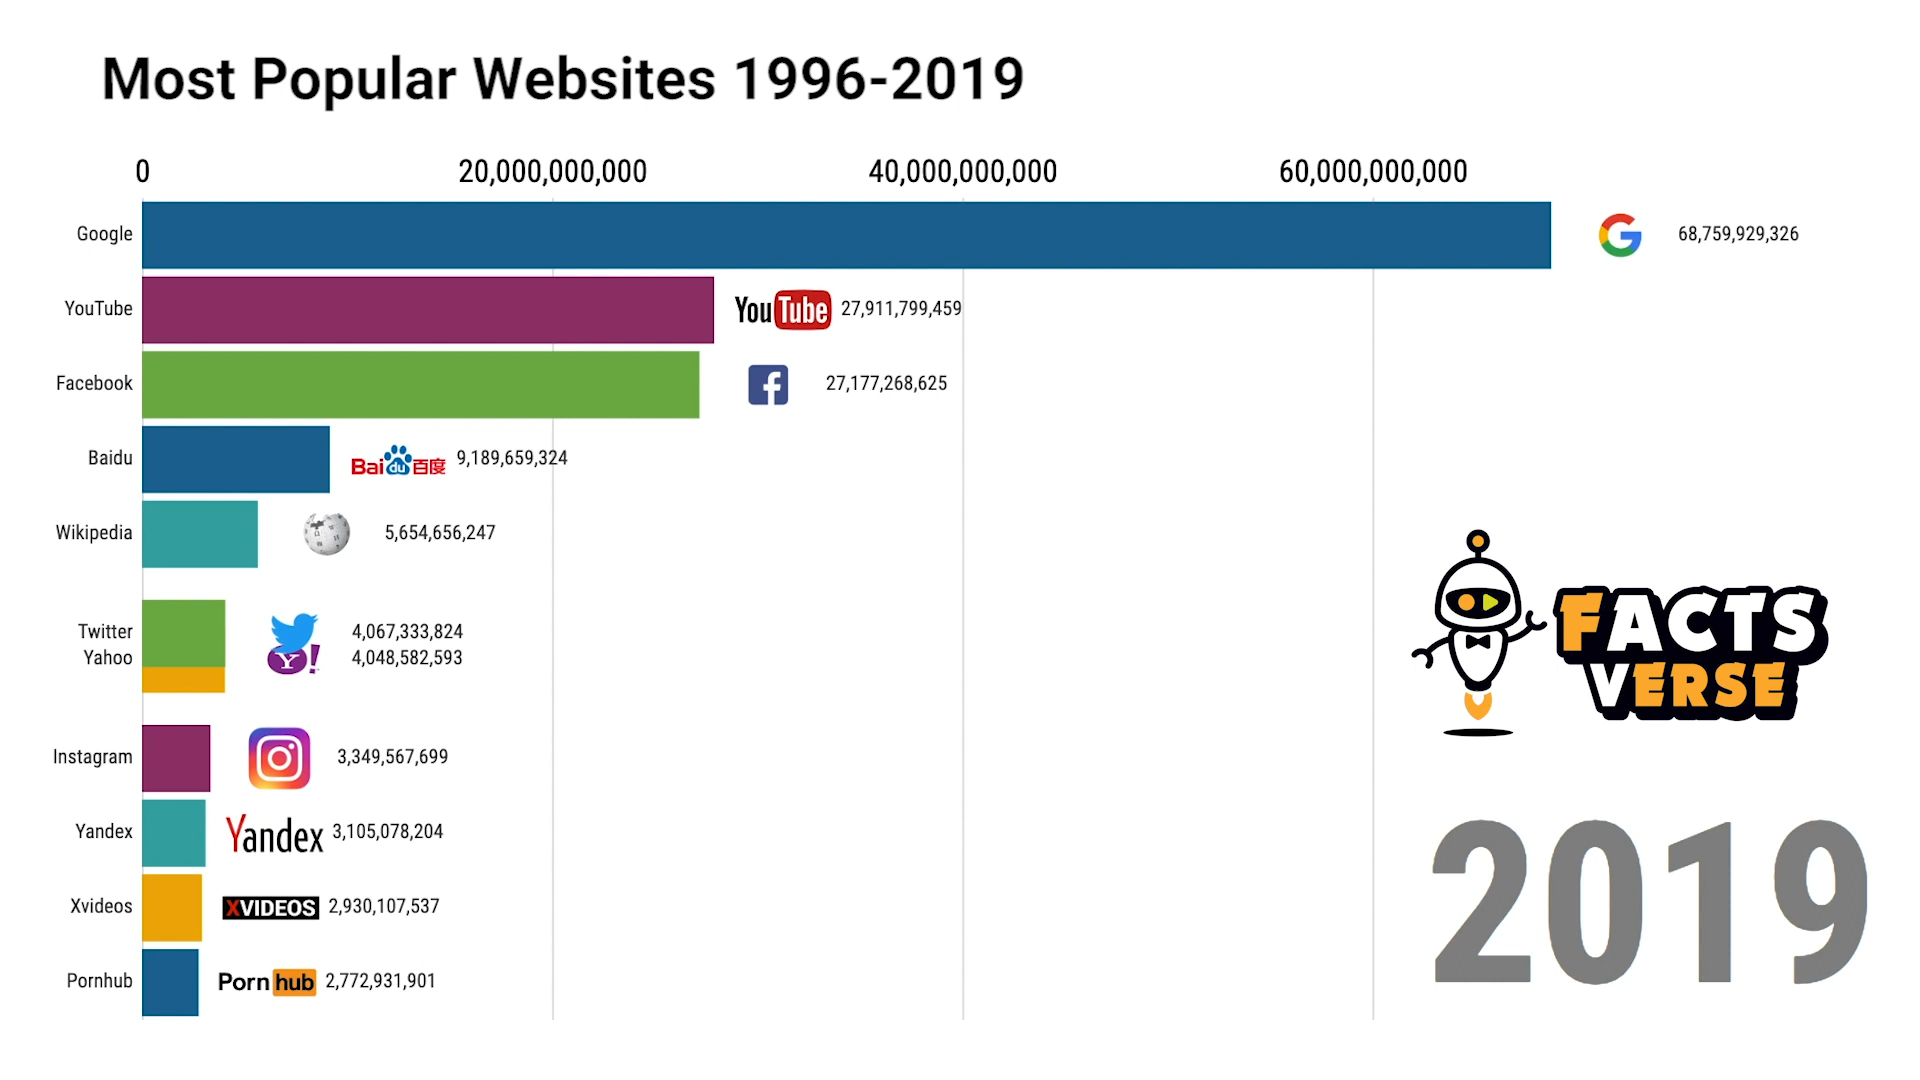 Most Popular Websites 1996-2019
0 20,000,000,000 40,000,000,000 60,000,000,000
Google G 68,759,929,326
YouTube YouTube 27,911,799,459
Facebook f 27,177,268,625
Baidu Baidu百度 9,189,659,324
Wikipedia 5,654,656,247
Twitter 4,067,333,824
Yahoo Y! 4,048,582,593
Instagram 3,349,567,699
Yandex Yandex 3,105,078,204
Xvideos XVIDEOS 2,930,107,537
Pornhub Porn hub 2,772,931,901
FACTS
VERSE
2019